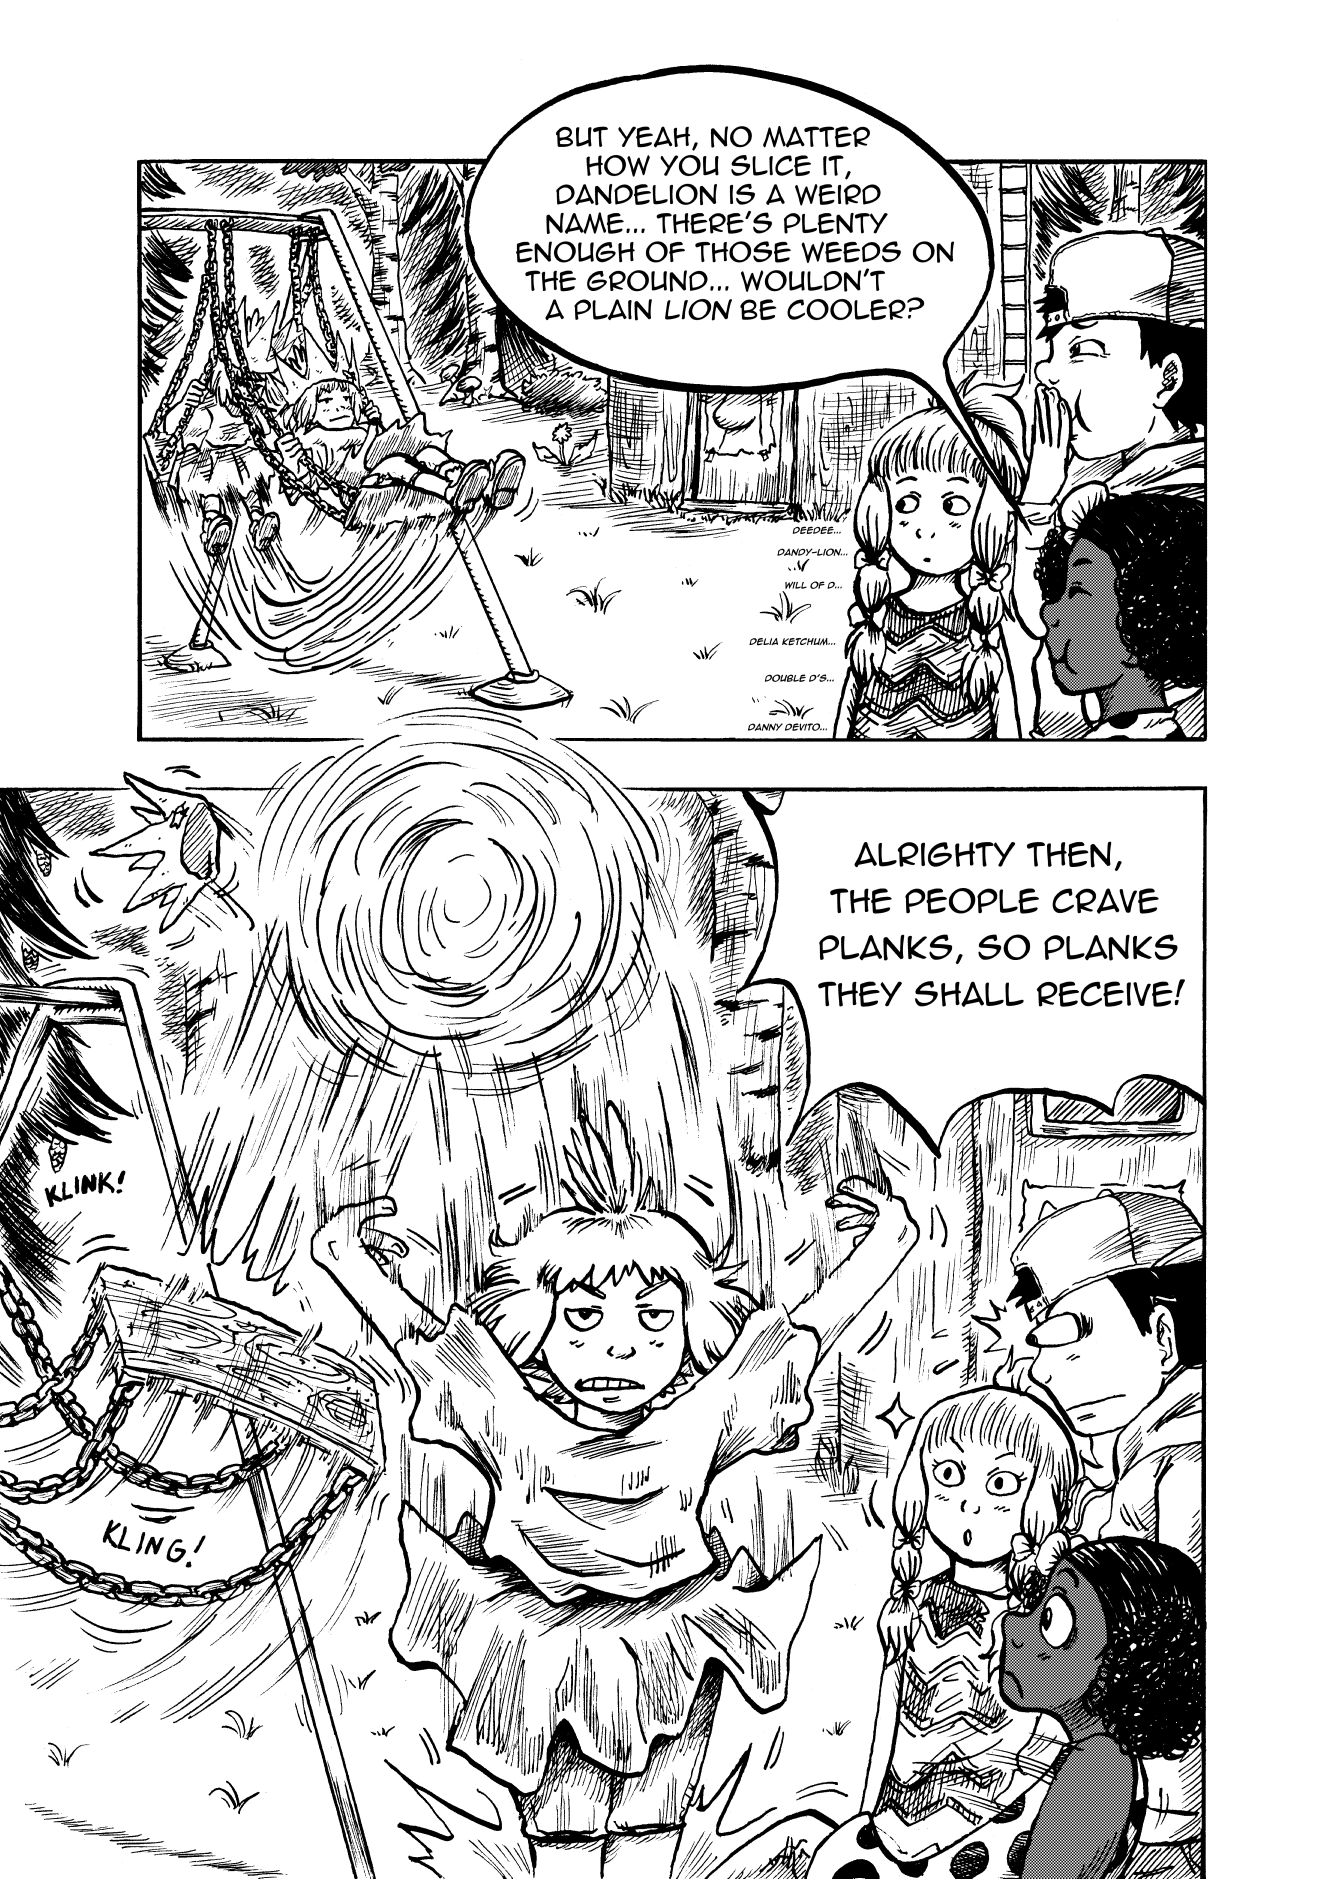 BUT YEAH, NO MATTER
HOW YOU SLICE IT,
DANDELION IS A WEIRD
NAME... THERE'S PLENTY
ENOUGH OF THOSE WEEDS ON
THE GROUND... WOULDN'T
A PLAIN LION BE COOLER?
DEEDEE...
DANDY-LION...
WILL OF D...
DELIA KETCHUM...
DOUBLE D'S...
DANNY DEVITO...
ALRIGHTY THEN,
THE PEOPLE CRAVE
PLANKS, SO PLANKS
THEY SHALL RECEIVE!
KLINK!
KLING!